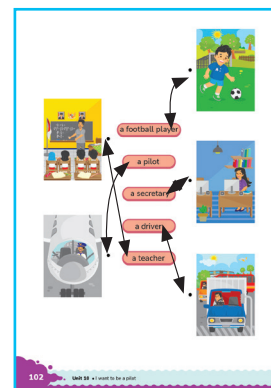 a football player
a pilot
a secretary
a driver
a teacher
102 Unit 10 • I want to be a pilot